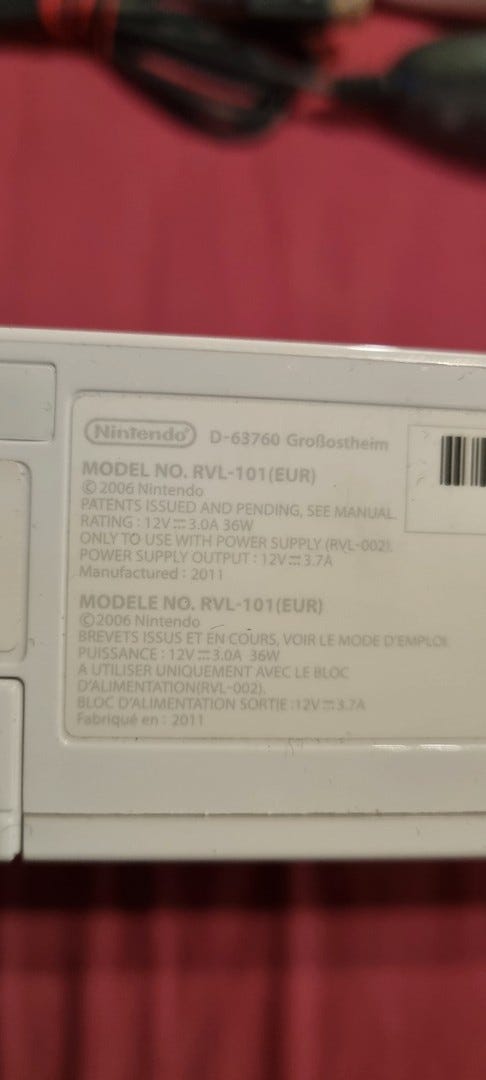 Nintendo D-63760 Großostheim
MODEL NO. RVL-101(EUR)
© 2006 Nintendo
PATENTS ISSUED AND PENDING, SEE MANUAL.
RATING : 12V⎓3.0A 36W
ONLY TO USE WITH POWER SUPPLY (RVL-002).
POWER SUPPLY OUTPUT : 12V⎓3.7A
Manufactured : 2011
MODELE NO. RVL-101(EUR)
©2006 Nintendo
BREVETS ISSUS ET EN COURS, VOIR LE MODE D'EMPLOI.
PUISSANCE : 12V⎓3.0A 36W
A UTILISER UNIQUEMENT AVEC LE BLOC
D'ALIMENTATION(RVL-002).
BLOC D'ALIMENTATION SORTIE :12V⎓3.7A
Fabriqué en : 2011